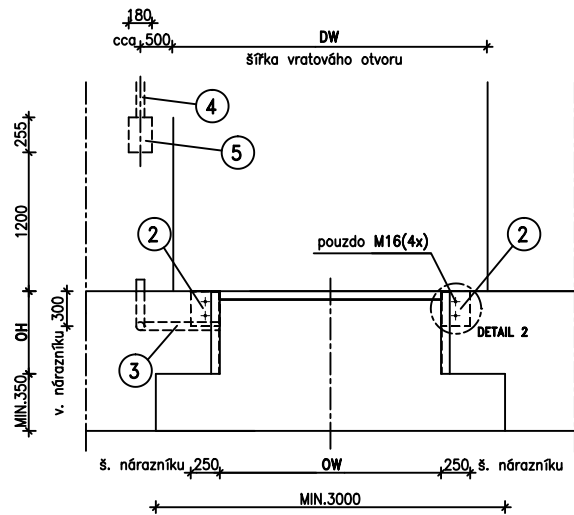 180
cca 500
DW
šířka vratového otvoru
4
5
255
1200
2
pouzdo M16(4x)
2
300
OH
DETAIL 2
3
MIN.350
v. nárazníku
š. nárazníku
250
OW
250
š. nárazníku
MIN.3000